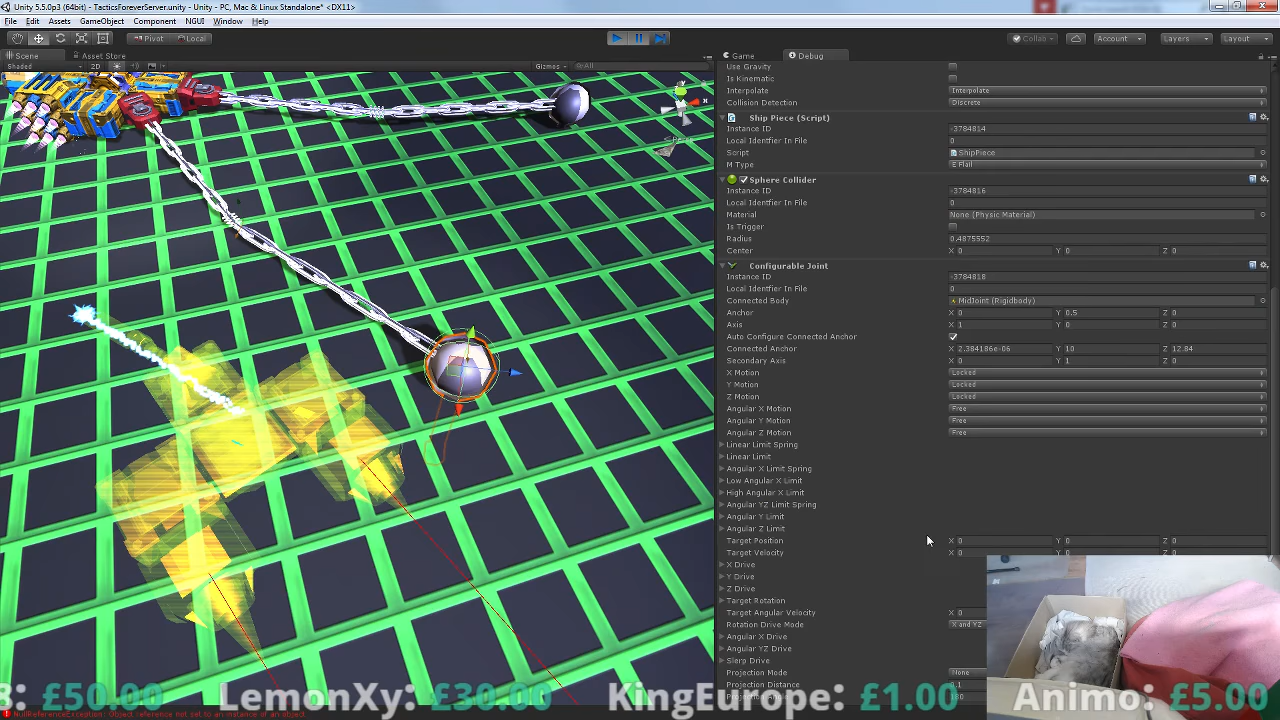 Unity 5.5.0p3 (64bit) - TacticsForeverServer.unity - Unity - PC, Mac & Linux Standalone* <DX11>
File Edit Assets GameObject Component NGUI Window Help
Pivot Local Collab Account Layers Layout
Scene Asset Store Game Debug
Shaded 2D Gizmos All
Use Gravity
Is Kinematic
Interpolate Interpolate
Collision Detection Discrete
Ship Piece (Script)
Instance ID -3784814
Local Identifier In File 0
Script ShipPiece
M Type E Flail
Sphere Collider
Instance ID -3784816
Local Identifier In File 0
Material None (Physic Material)
Is Trigger
Radius 0.4875552
Center X 0 Y 0 Z 0
Configurable Joint
Instance ID -3784818
Local Identifier In File 0
Connected Body MidJoint (Rigidbody)
Anchor X 0 Y 0.5 Z 0
Axis X 1 Y 0 Z 0
Auto Configure Connected Anchor
Connected Anchor X 2.384186e-06 Y 10 Z 12.84
Secondary Axis X 0 Y 1 Z 0
X Motion Locked
Y Motion Locked
Z Motion Locked
Angular X Motion Free
Angular Y Motion Free
Angular Z Motion Free
Linear Limit Spring
Linear Limit
Angular X Limit Spring
Low Angular X Limit
High Angular X Limit
Angular YZ Limit Spring
Angular Y Limit
Angular Z Limit
Target Position X 0 Y 0 Z 0
Target Velocity X 0 Y 0 Z 0
X Drive
Y Drive
Z Drive
Target Rotation
Target Angular Velocity X 0
Rotation Drive Mode X and YZ
Angular X Drive
Angular YZ Drive
Slerp Drive
Projection Mode None
Projection Distance
£50.00 LemonXy: £30.00 KingEurope: £1.00 Animo: £5.00
NullReferenceException: Object reference not set to an instance of an object